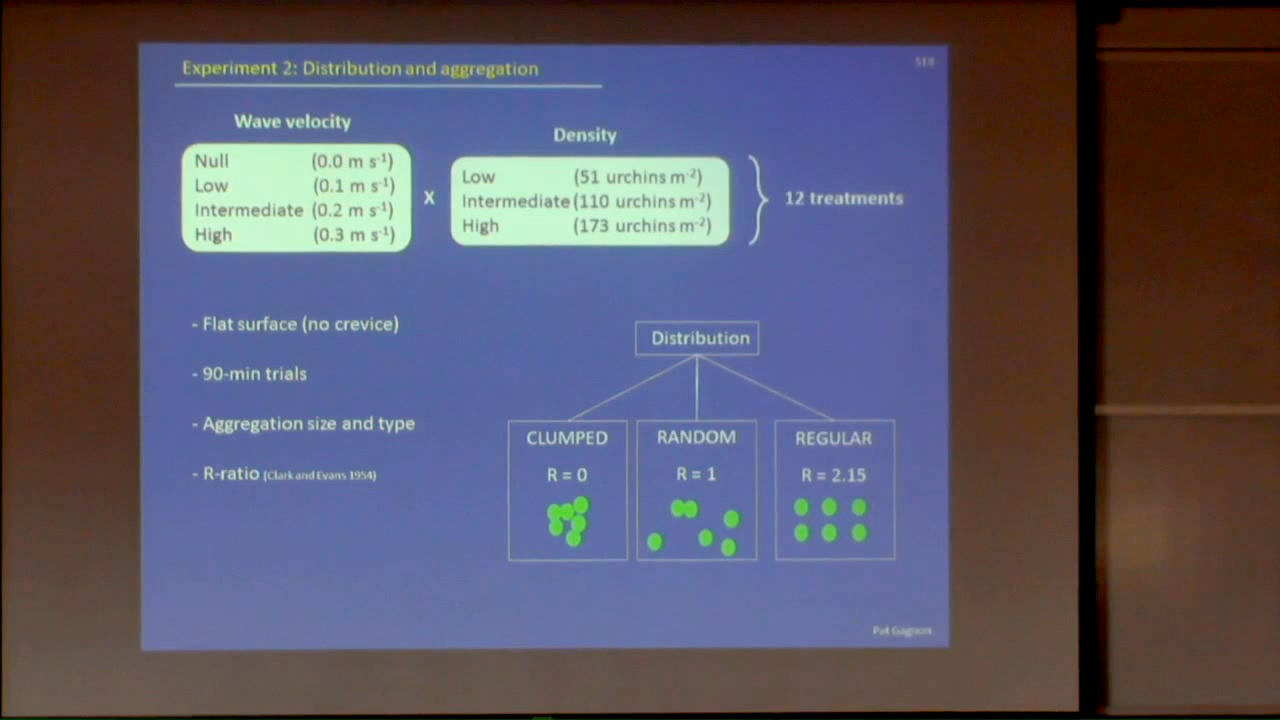 Experiment 2: Distribution and aggregation
Wave velocity
Null (0.0 m s⁻¹)
Low (0.1 m s⁻¹)
Intermediate (0.2 m s⁻¹)
High (0.3 m s⁻¹)
X
Density
Low (51 urchins m⁻²)
Intermediate (110 urchins m⁻²)
High (173 urchins m⁻²)
12 treatments
- Flat surface (no crevice)
- 90-min trials
- Aggregation size and type
- R-ratio (Clark and Evans 1954)
Distribution
CLUMPED
R = 0
RANDOM
R = 1
REGULAR
R = 2.15
Pat Gagnon